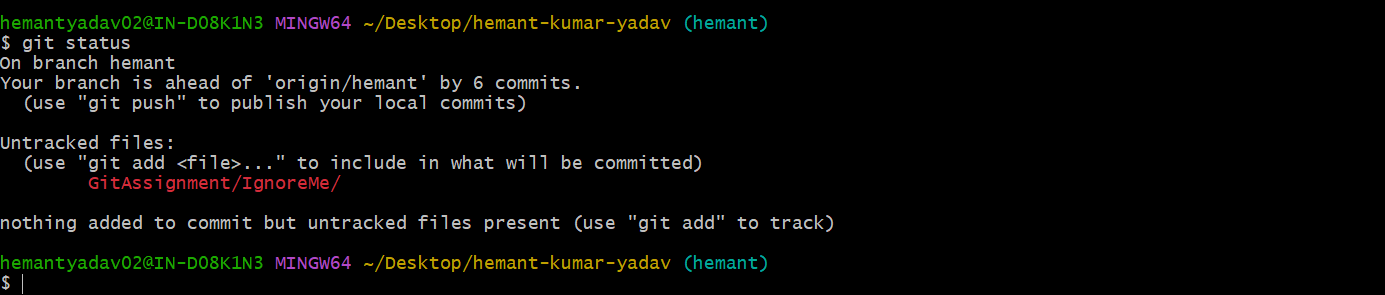 hemantyadav02@IN-D08K1N3 MINGW64 ~/Desktop/hemant-kumar-yadav (hemant)
$ git status
On branch hemant
Your branch is ahead of 'origin/hemant' by 6 commits.
  (use "git push" to publish your local commits)

Untracked files:
  (use "git add <file>..." to include in what will be committed)
        GitAssignment/IgnoreMe/

nothing added to commit but untracked files present (use "git add" to track)

hemantyadav02@IN-D08K1N3 MINGW64 ~/Desktop/hemant-kumar-yadav (hemant)
$